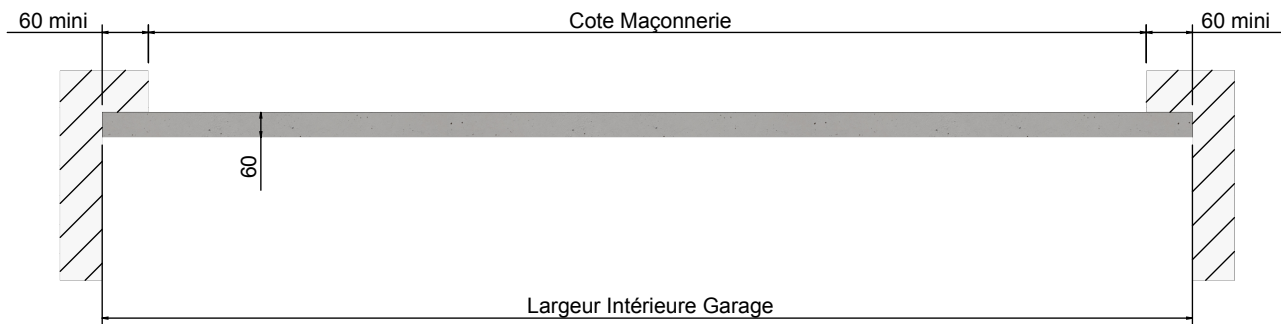 60 mini
Cote Maçonnerie
60 mini
60
Largeur Intérieure Garage